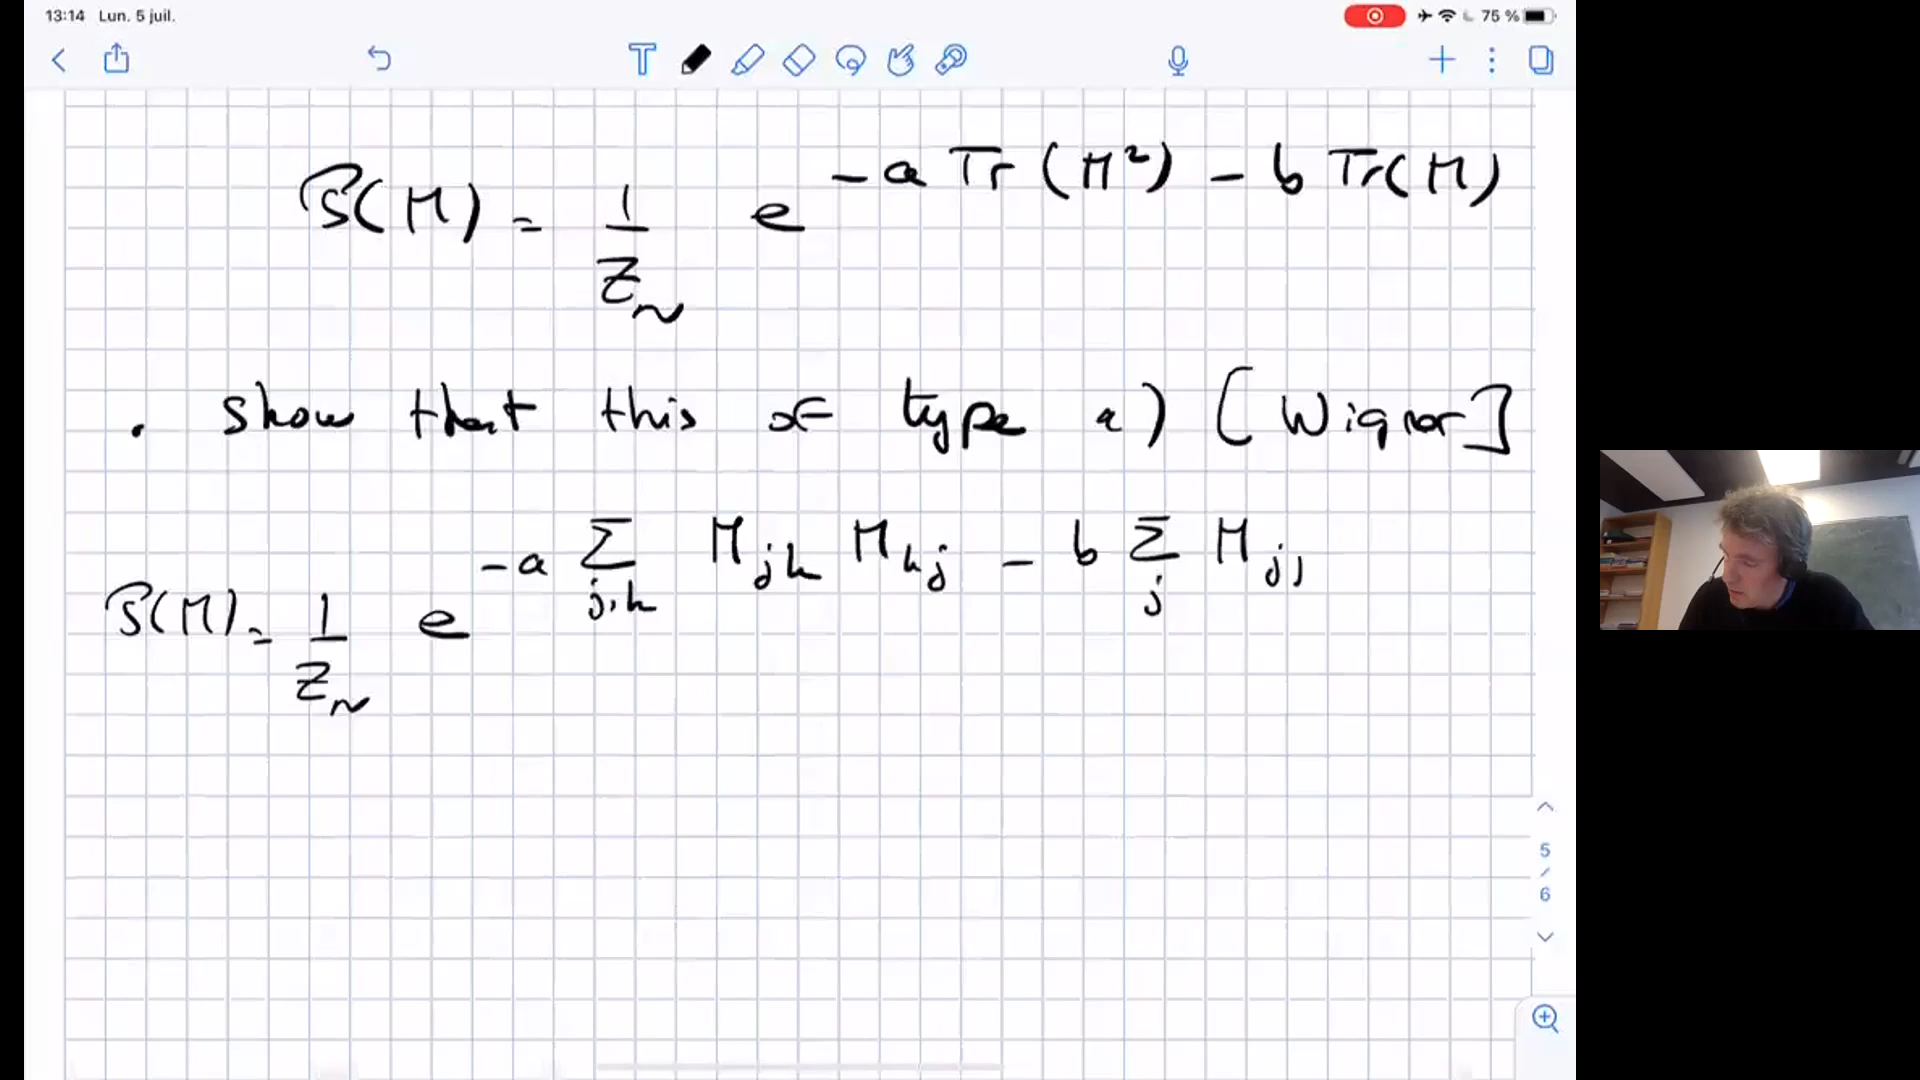 13:14 Lun. 5 juil. 75 %
P(M) = 1/Z_N e^{-a Tr(M²) - b Tr(M)}
. show that this of type a) [Wigner]
P(M) = 1/Z_N e^{-a Σ_{j,k} M_{jk} M_{kj} - b Σ_j M_{jj}}
5
/
6